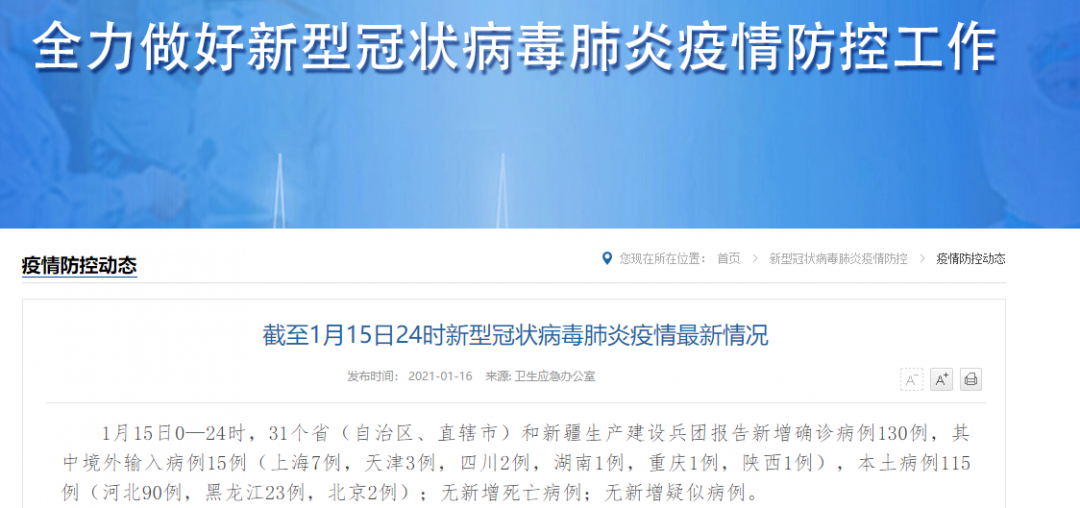 全力做好新型冠状病毒肺炎疫情防控工作
疫情防控动态
您现在所在位置： 首页 > 新型冠状病毒肺炎疫情防控 > 疫情防控动态
截至1月15日24时新型冠状病毒肺炎疫情最新情况
发布时间： 2021-01-16 来源: 卫生应急办公室
A- A+
1月15日0—24时，31个省（自治区、直辖市）和新疆生产建设兵团报告新增确诊病例130例，其
中境外输入病例15例（上海7例，天津3例，四川2例，湖南1例，重庆1例，陕西1例），本土病例115
例（河北90例，黑龙江23例，北京2例）；无新增死亡病例；无新增疑似病例。